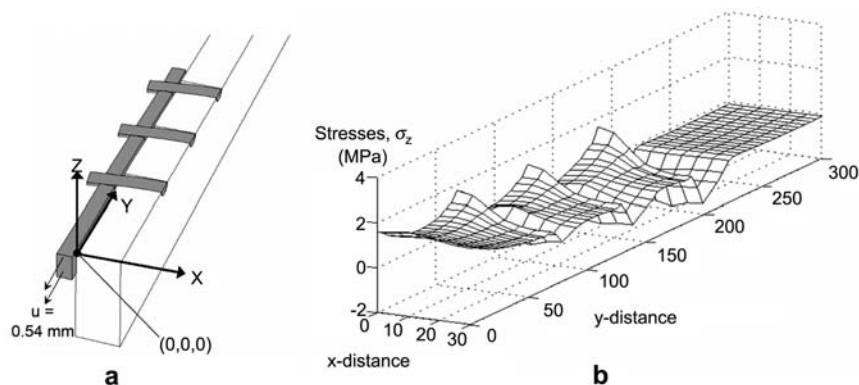 Z
Y
X
u =
0.54 mm
(0,0,0)
a
Stresses, σz
(MPa)
4
2
0
-2
0
10
20
30
x-distance
0
50
100
150
200
250
300
y-distance
b